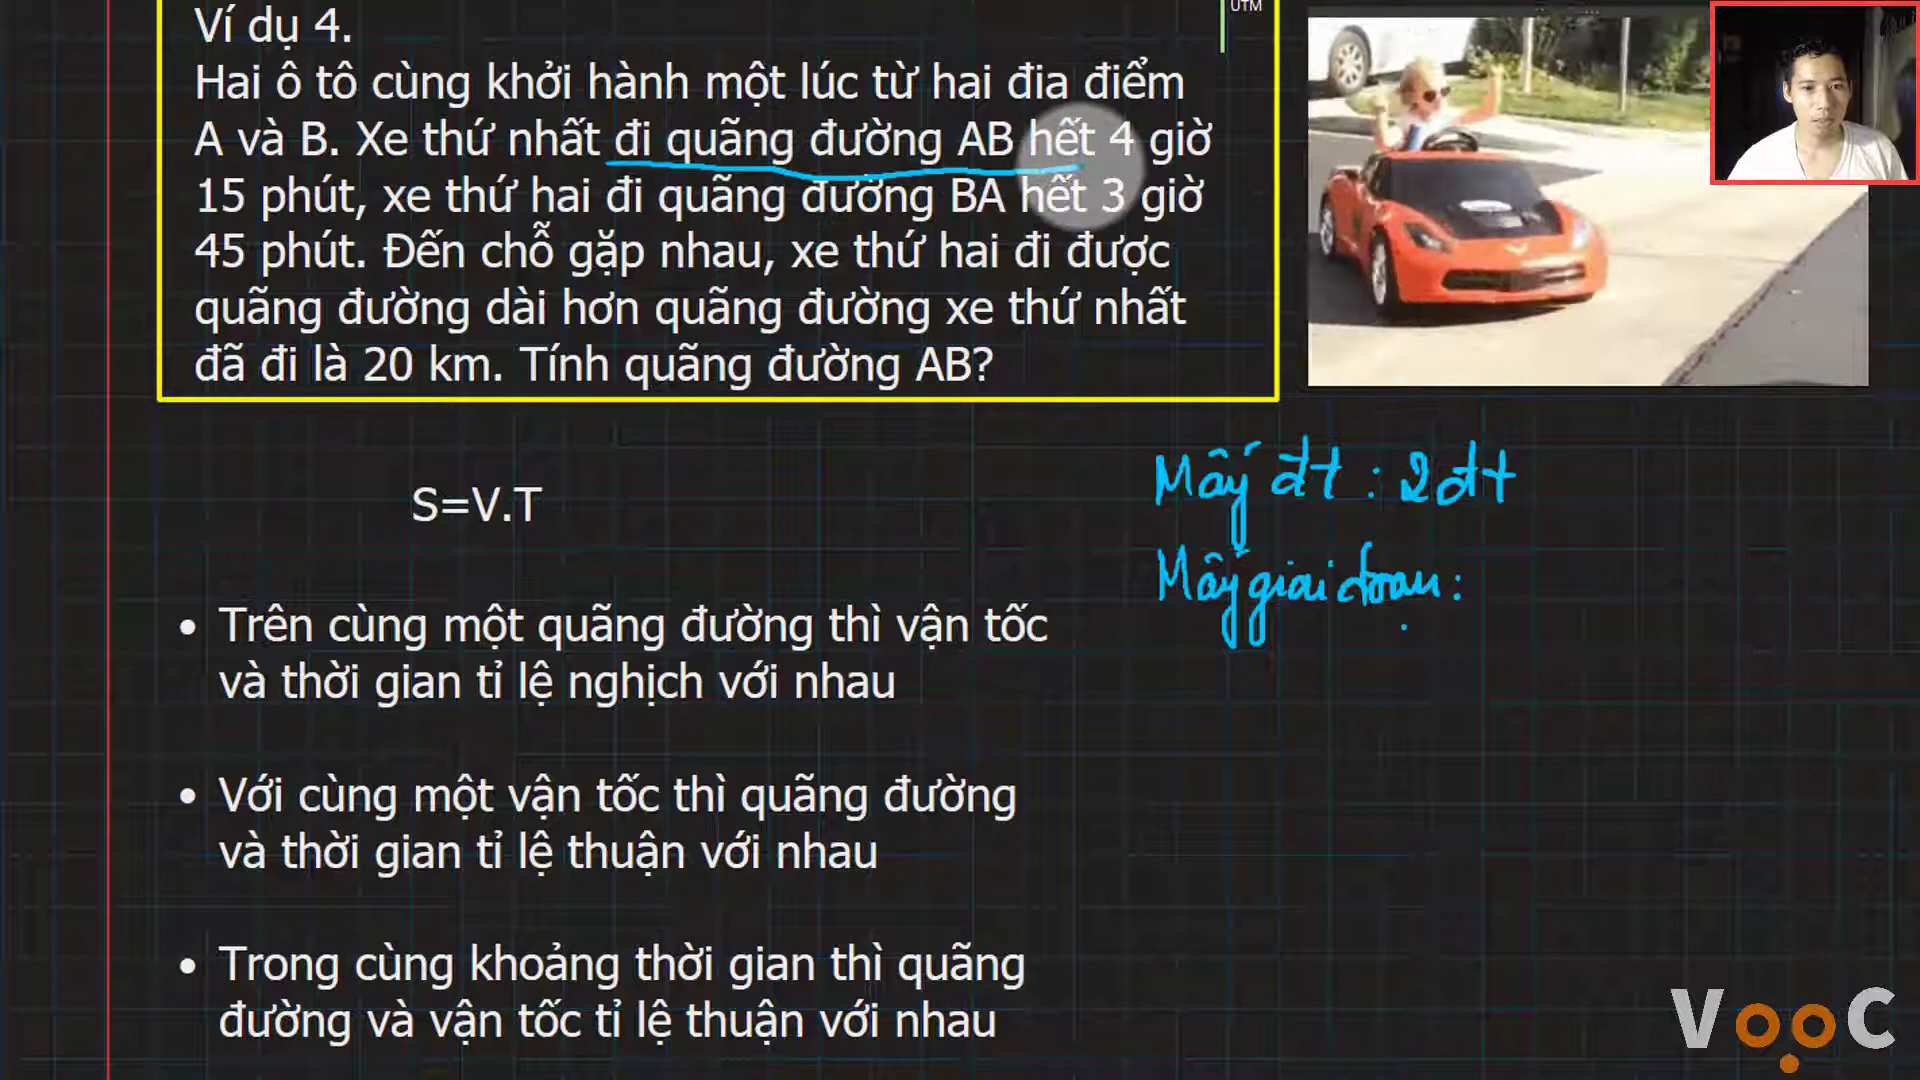 UTM
Ví dụ 4.
Hai ô tô cùng khởi hành một lúc từ hai đia điểm
A và B. Xe thứ nhất đi quãng đường AB hết 4 giờ
15 phút, xe thứ hai đi quãng đường BA hết 3 giờ
45 phút. Đến chỗ gặp nhau, xe thứ hai đi được
quãng đường dài hơn quãng đường xe thứ nhất
đã đi là 20 km. Tính quãng đường AB?
S=V.T
Mấy đt : 2đt
Mấy giai đoạn :
• Trên cùng một quãng đường thì vận tốc
và thời gian tỉ lệ nghịch với nhau
• Với cùng một vận tốc thì quãng đường
và thời gian tỉ lệ thuận với nhau
• Trong cùng khoảng thời gian thì quãng
đường và vận tốc tỉ lệ thuận với nhau
VOOC